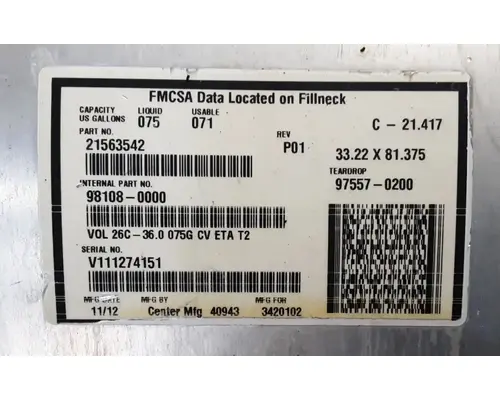 FMCSA Data Located on Fillneck
CAPACITY LIQUID USABLE
US GALLONS 075 071 C - 21.417
PART NO. REV
21563542 P01 33.22 X 81.375
TEARDROP
INTERNAL PART NO. 97557-0200
98108-0000
VOL 26C-36.0 075G CV ETA T2
SERIAL NO.
V111274151
MFG DATE MFG BY MFG FOR
11/12 Center Mfg 40943 3420102